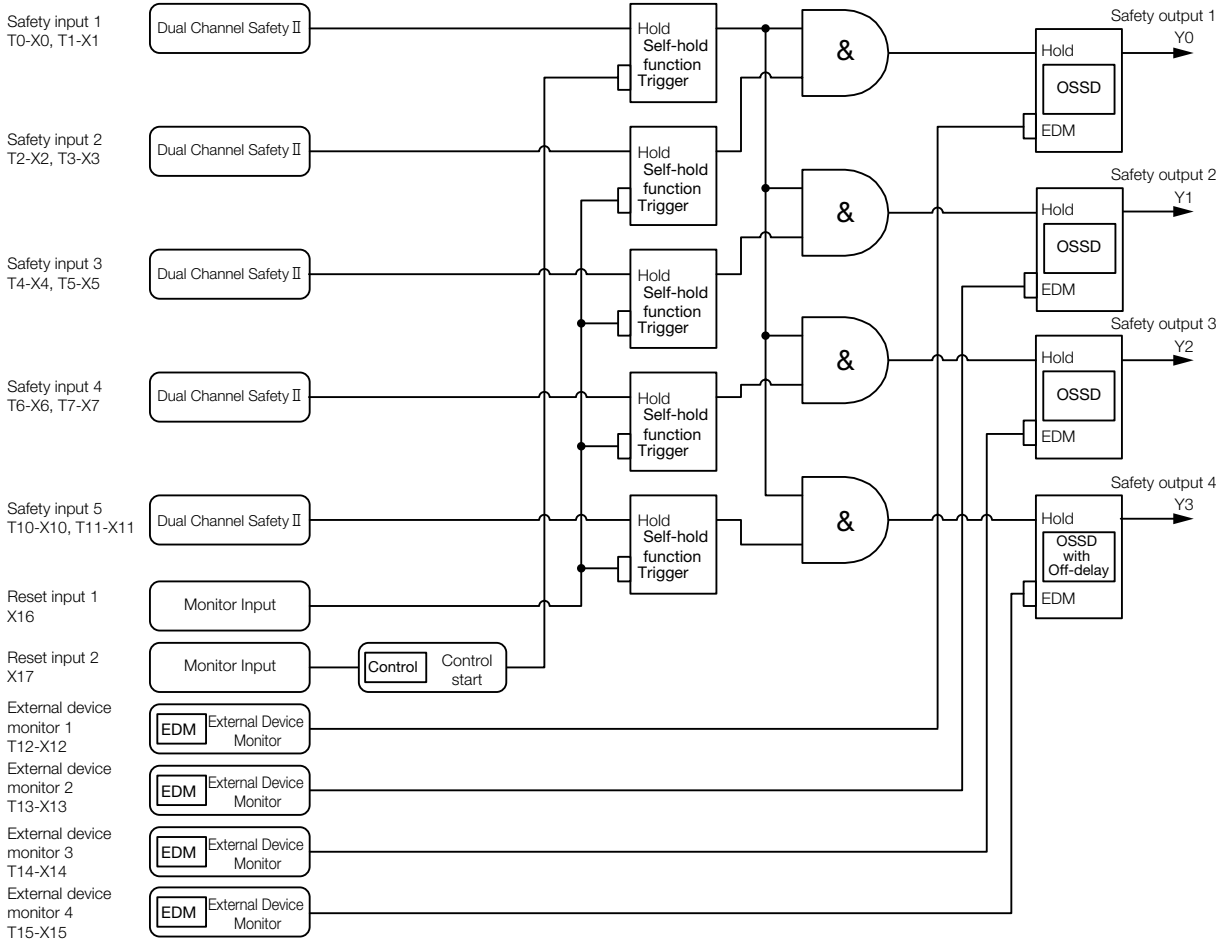 Safety input 1
T0-X0, T1-X1
Dual Channel Safety Ⅱ
Hold
Self-hold
function
Trigger
&
Safety output 1
Y0
Hold
OSSD
EDM
Safety input 2
T2-X2, T3-X3
Dual Channel Safety Ⅱ
Hold
Self-hold
function
Trigger
Safety output 2
Y1
&
Hold
OSSD
EDM
Safety input 3
T4-X4, T5-X5
Dual Channel Safety Ⅱ
Hold
Self-hold
function
Trigger
Safety output 3
Y2
&
Hold
OSSD
EDM
Safety input 4
T6-X6, T7-X7
Dual Channel Safety Ⅱ
Hold
Self-hold
function
Trigger
Safety output 4
Y3
&
Hold
OSSD
with
Off-delay
EDM
Safety input 5
T10-X10, T11-X11
Dual Channel Safety Ⅱ
Hold
Self-hold
function
Trigger
Reset input 1
X16
Monitor Input
Reset input 2
X17
Monitor Input
Control
Control
start
External device
monitor 1
T12-X12
EDM
External Device
Monitor
External device
monitor 2
T13-X13
EDM
External Device
Monitor
External device
monitor 3
T14-X14
EDM
External Device
Monitor
External device
monitor 4
T15-X15
EDM
External Device
Monitor